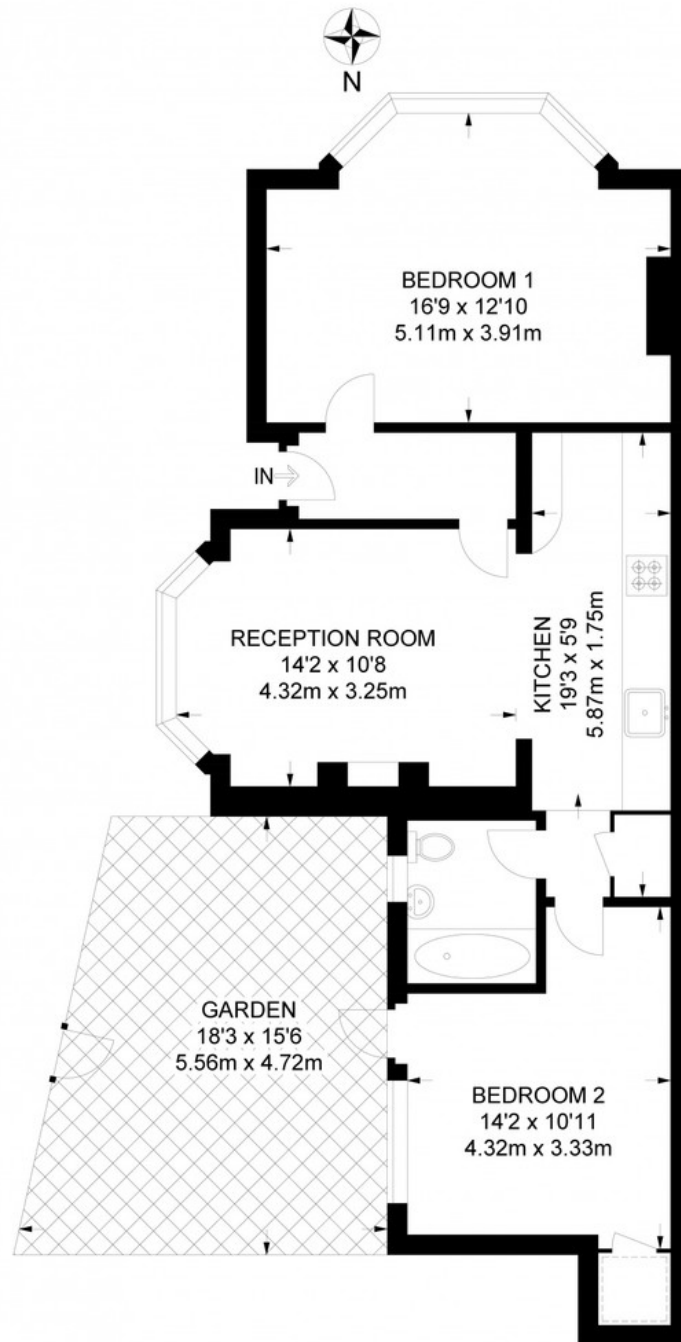 N
BEDROOM 1
16'9 x 12'10
5.11m x 3.91m
IN
RECEPTION ROOM
14'2 x 10'8
4.32m x 3.25m
KITCHEN
19'3 x 5'9
5.87m x 1.75m
GARDEN
18'3 x 15'6
5.56m x 4.72m
BEDROOM 2
14'2 x 10'11
4.32m x 3.33m